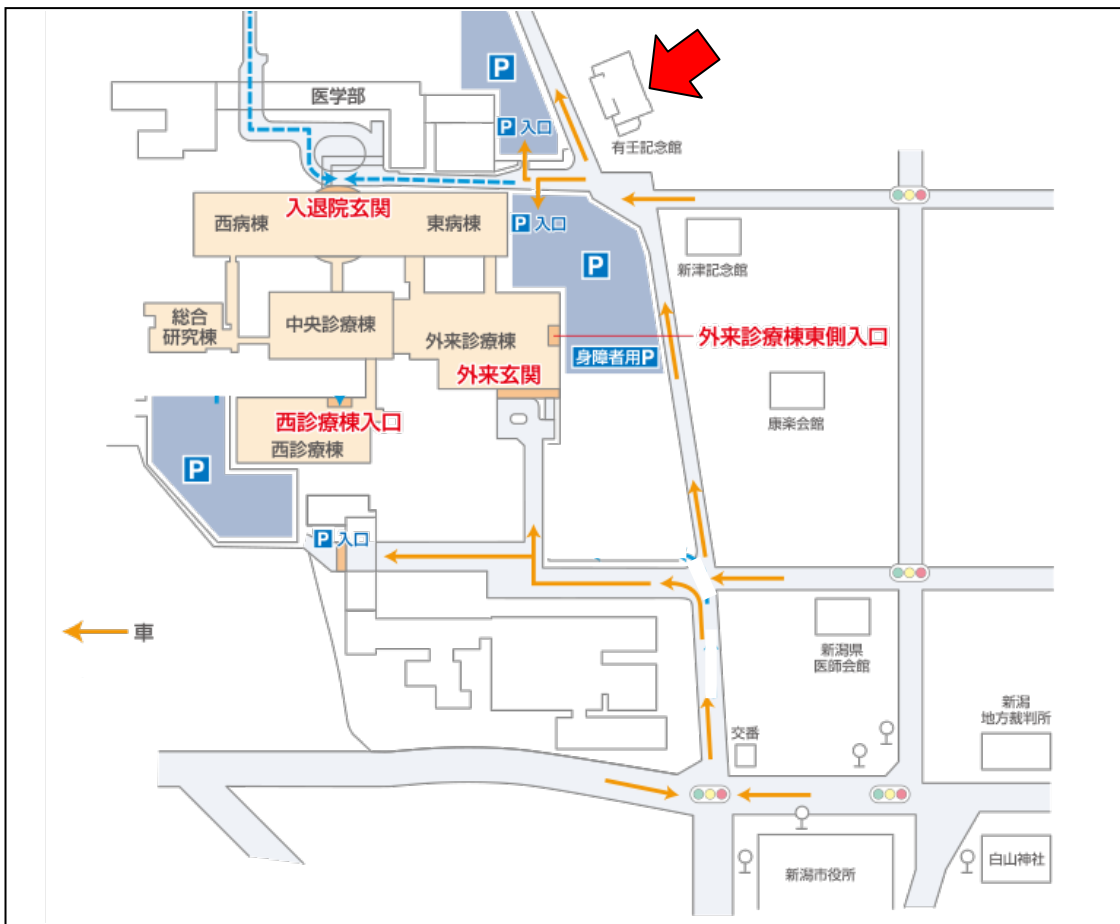 P
医学部
P 入口
有壬記念館
入退院玄関
西病棟
東病棟
P 入口
P
新津記念館
総合
研究棟
中央診療棟
外来診療棟
外来診療棟東側入口
身障者用P
外来玄関
康楽会館
西診療棟入口
西診療棟
P
P 入口
車
新潟県
医師会館
新潟
地方裁判所
交番
新潟市役所
白山神社